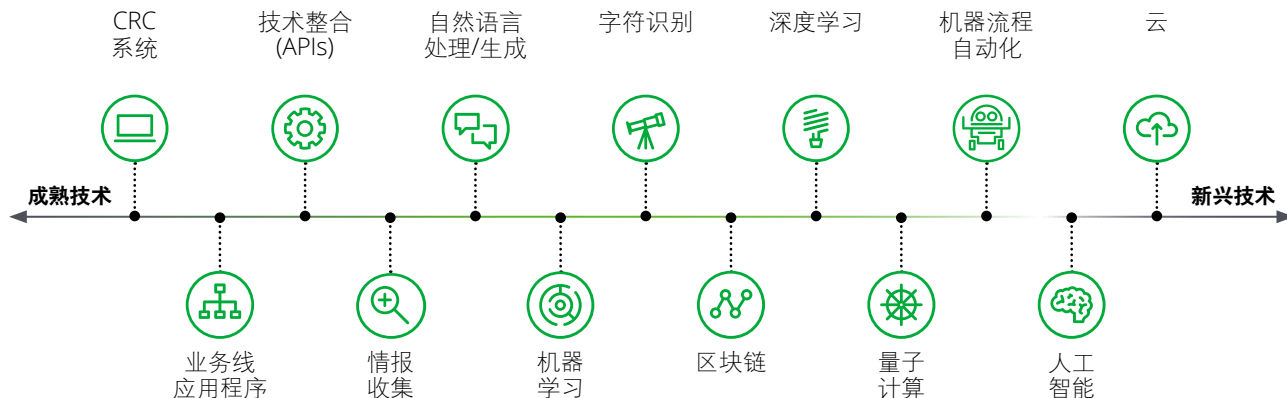 CRC
系统
技术整合
(APIs)
自然语言
处理/生成
字符识别
深度学习
机器流程
自动化
云
成熟技术
新兴技术
业务线
应用程序
情报
收集
机器
学习
区块链
量子
计算
人工
智能